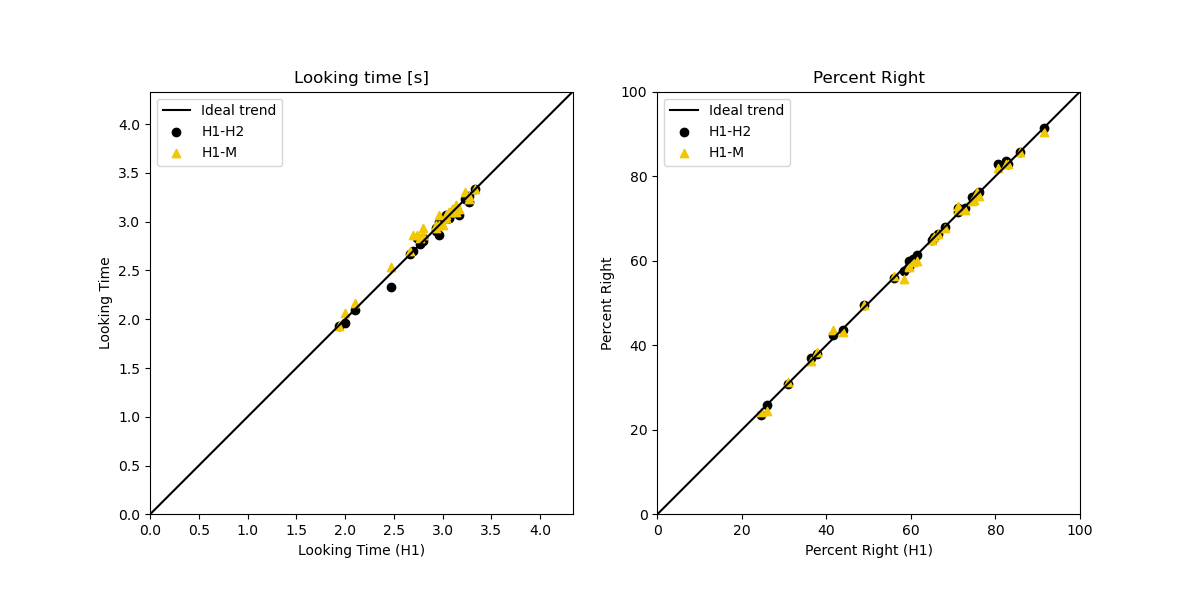 Looking time [s]
Ideal trend
H1-H2
H1-M
4.0
3.5
3.0
2.5
2.0
1.5
1.0
0.5
0.0
Looking Time
0.0 0.5 1.0 1.5 2.0 2.5 3.0 3.5 4.0
Looking Time (H1)
Percent Right
Ideal trend
H1-H2
H1-M
100
80
60
40
20
0
Percent Right
0 20 40 60 80 100
Percent Right (H1)